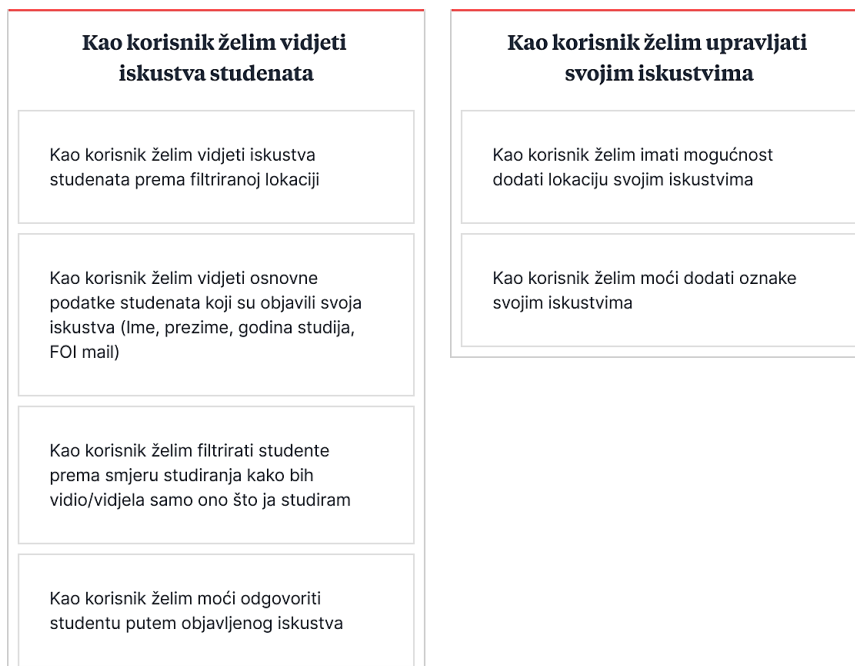 Kao korisnik želim vidjeti
iskustva studenata
Kao korisnik želim vidjeti iskustva
studenata prema filtriranoj lokaciji
Kao korisnik želim vidjeti osnovne
podatke studenata koji su objavili svoja
iskustva (Ime, prezime, godina studija,
FOI mail)
Kao korisnik želim filtrirati studente
prema smjeru studiranja kako bih
vidio/vidjela samo ono što ja studiram
Kao korisnik želim moći odgovoriti
studentu putem objavljenog iskustva
Kao korisnik želim upravljati
svojim iskustvima
Kao korisnik želim imati mogućnost
dodati lokaciju svojim iskustvima
Kao korisnik želim moći dodati oznake
svojim iskustvima